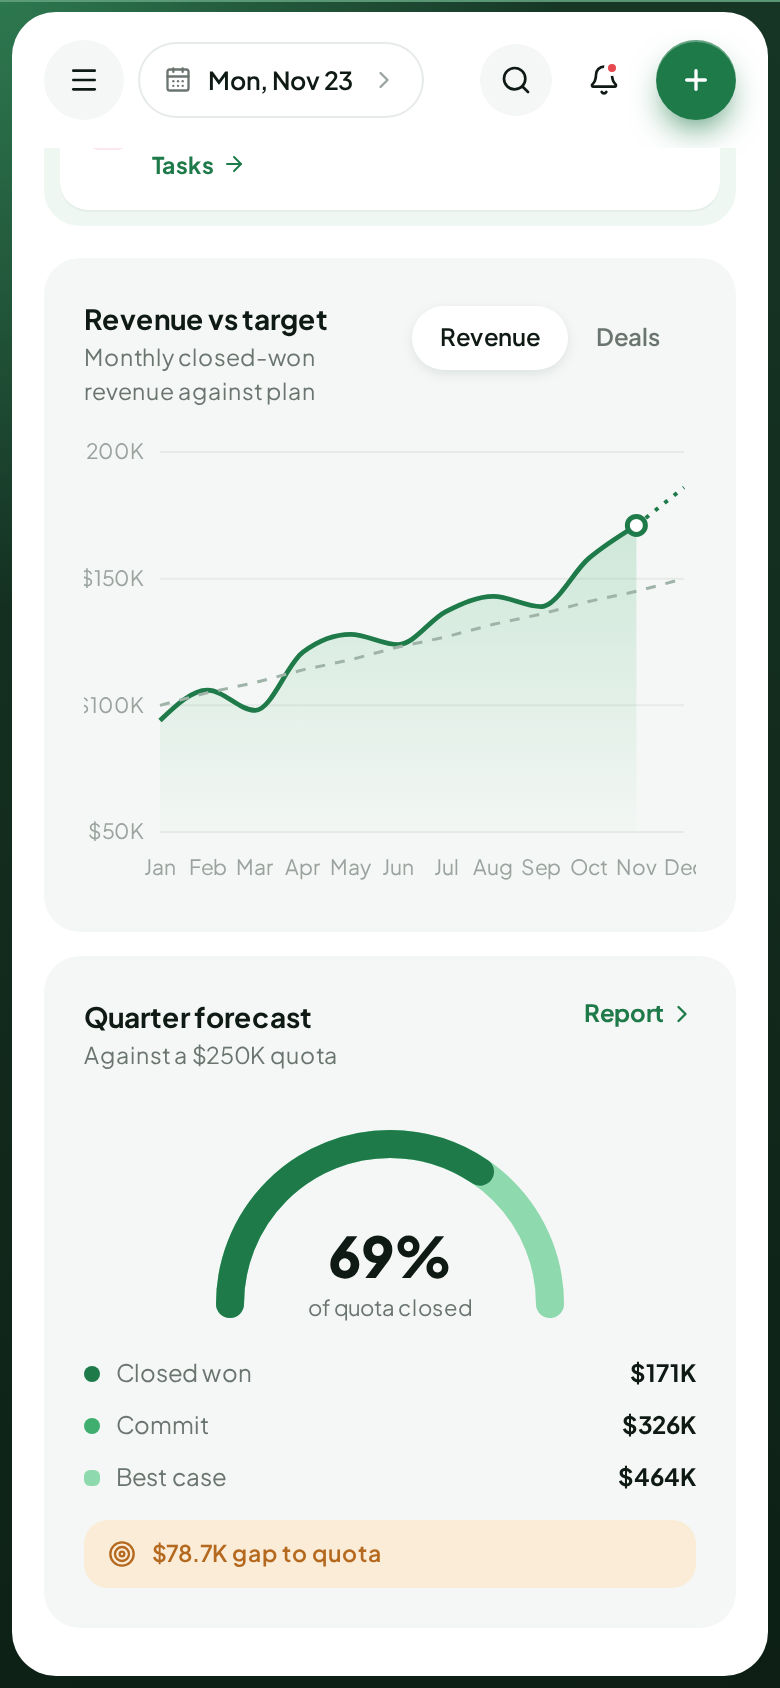 Mon, Nov 23
Tasks
Revenue vs target
Monthly closed-won
revenue against plan
Revenue
Deals
200K
$150K
$100K
$50K
Jan Feb Mar Apr May Jun Jul Aug Sep Oct Nov Dec
Quarter forecast
Report
Against a $250K quota
69%
of quota closed
Closed won
$171K
Commit
$326K
Best case
$464K
$78.7K gap to quota